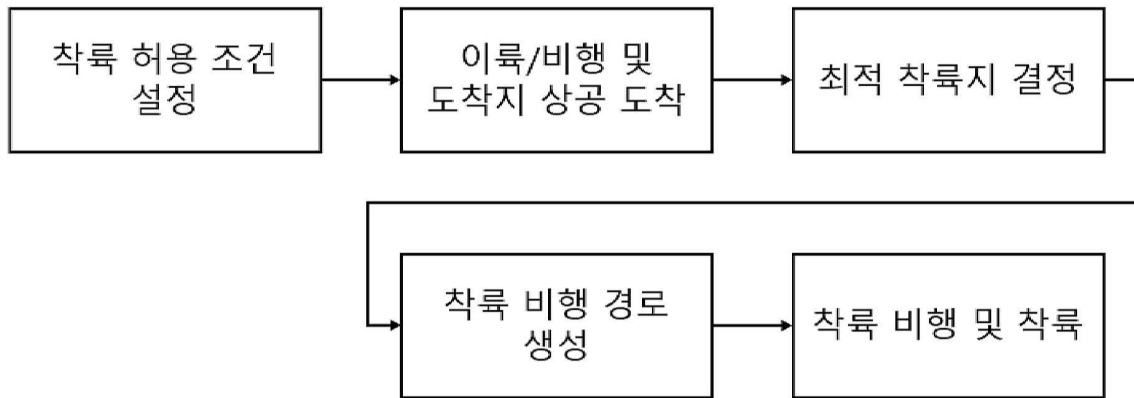 착륙 허용 조건
설정
이륙/비행 및
도착지 상공 도착
최적 착륙지 결정
착륙 비행 경로
생성
착륙 비행 및 착륙